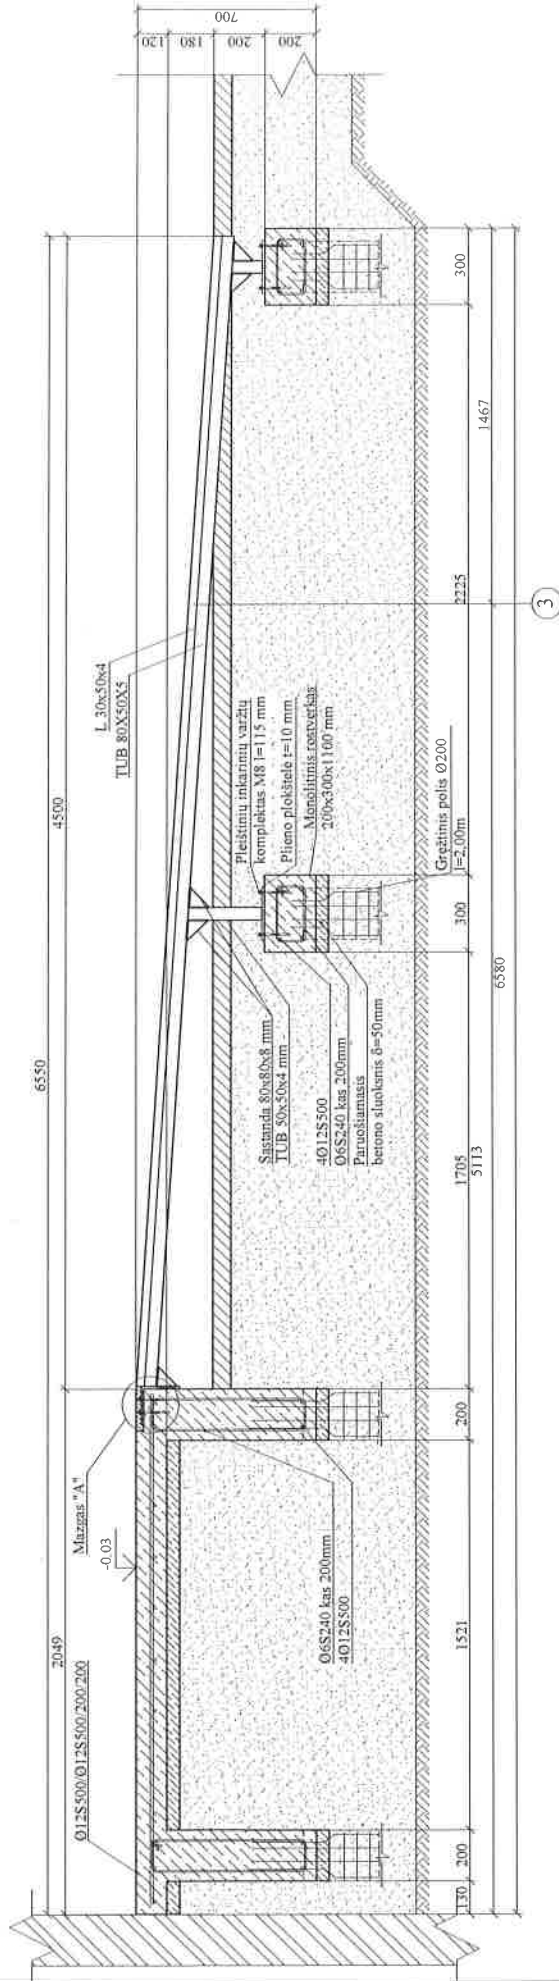 6550
2049
4500
Ø12S500/Ø12S500/200/200
Mazgas "A"
-0.03
L 30x50x4
TUB 80X50X5
700
120
180
200
200
Pleištinių inkarinių varžtų
komplektas M8 l=115 mm
Plieno plokštelė t=10 mm
Monolitinis rostverkas
200x300x1100 mm
Sąstanda 80x80x8 mm
TUB 50x50x4 mm
4Ø12S500
Ø6S240 kas 200mm
Paruošiamasis
betono sluoksnis δ=50mm
Ø6S240 kas 200mm
4Ø12S500
Gręžtinis polis Ø200
l=2,00m
130
200
1521
200
1705
300
2225
300
5113
1467
6580
3